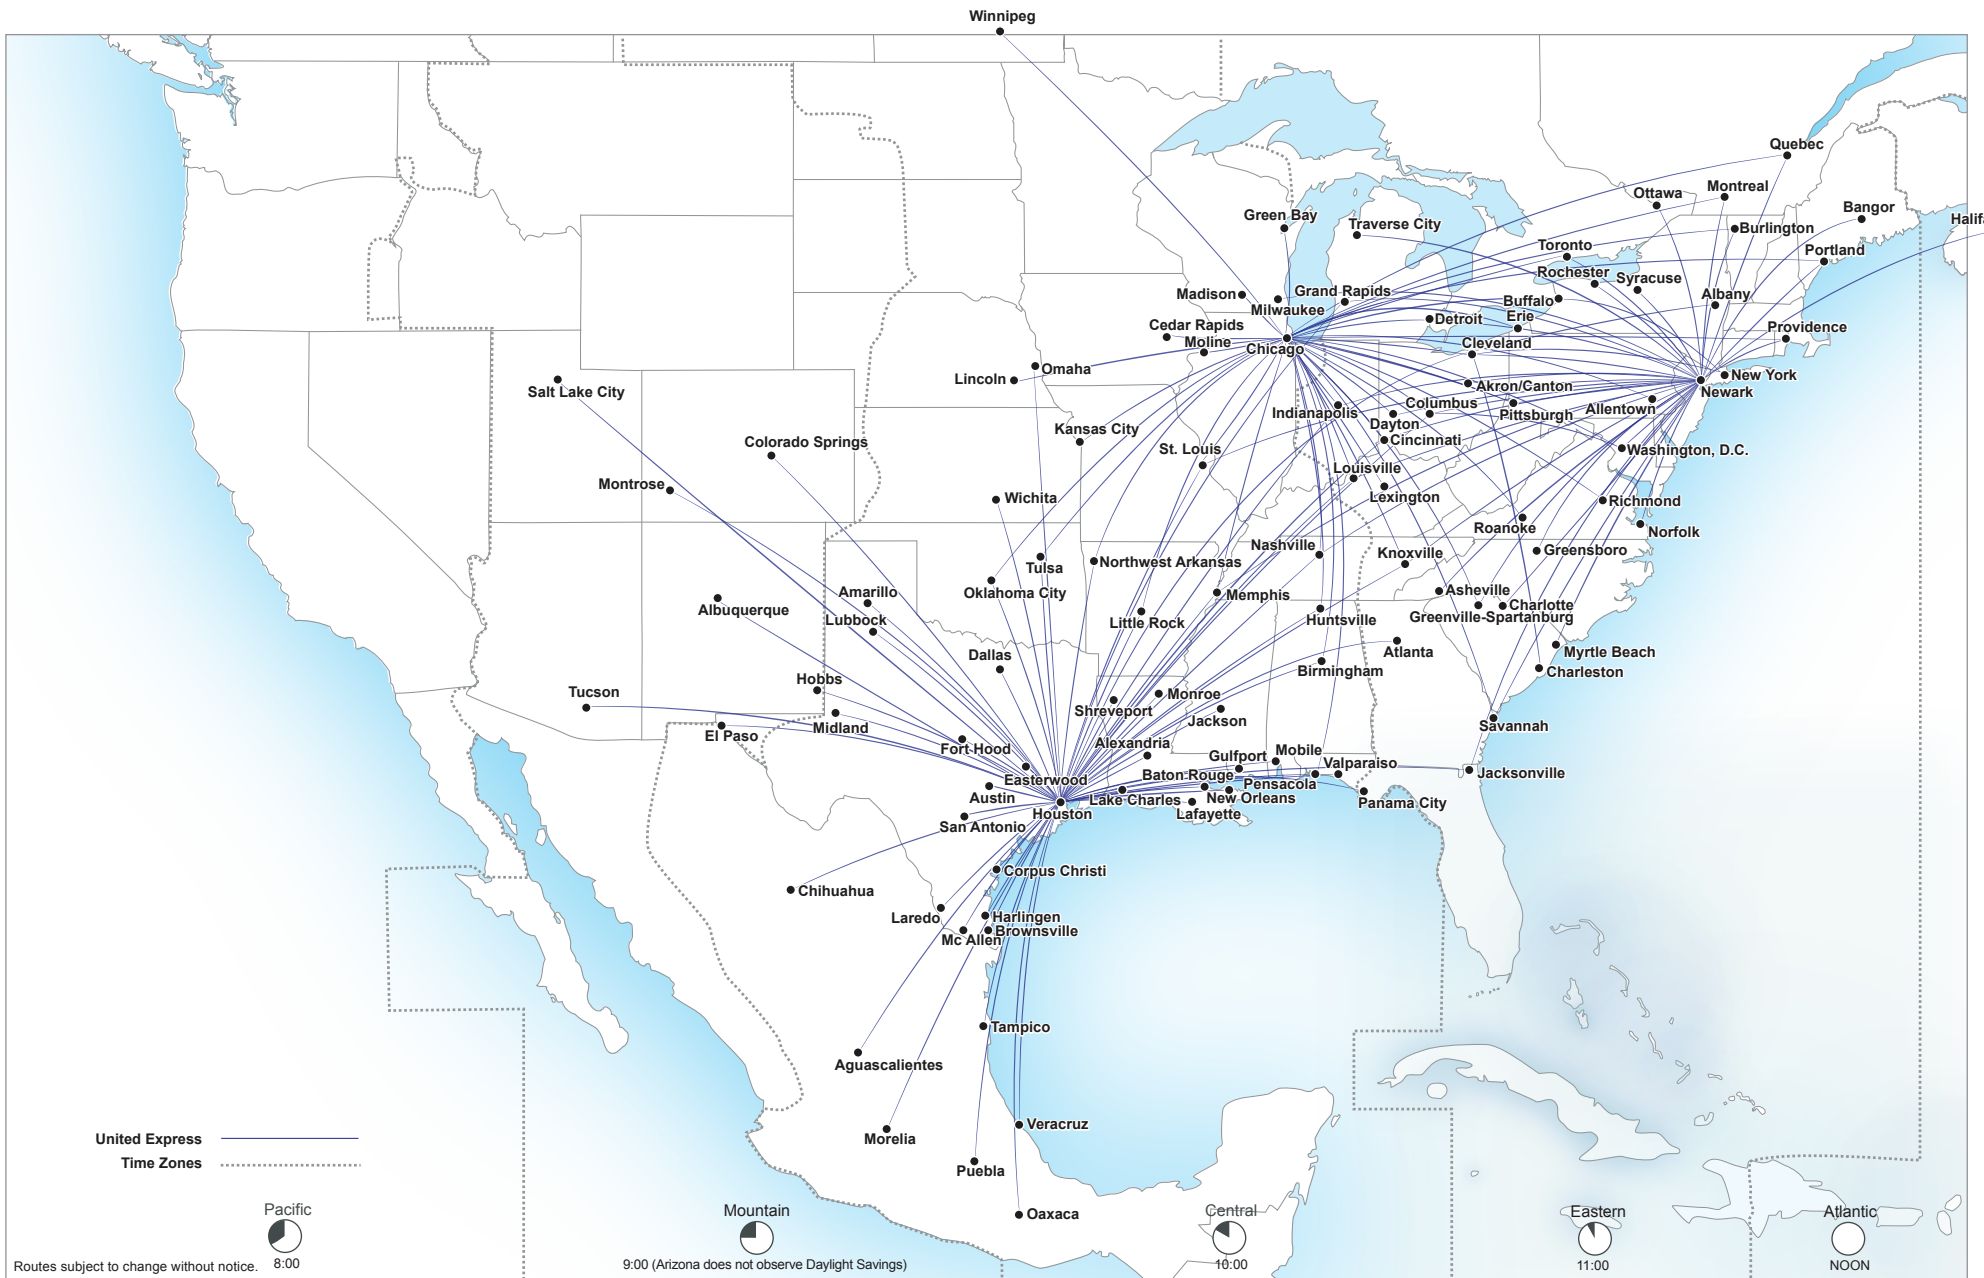 Winnipeg
Quebec
Ottawa
Montreal
Bangor
Green Bay
Traverse City
Burlington
Toronto
Portland
Rochester
Syracuse
Madison
Grand Rapids
Buffalo
Albany
Milwaukee
Erie
Cedar Rapids
Detroit
Providence
Moline
Chicago
Cleveland
Omaha
Lincoln
Salt Lake City
New York
Akron/Canton
Newark
Indianapolis
Columbus
Allentown
Pittsburgh
Dayton
Kansas City
Cincinnati
Colorado Springs
St. Louis
Washington, D.C.
Louisville
Montrose
Lexington
Wichita
Richmond
Roanoke
Norfolk
Nashville
Knoxville
Greensboro
Tulsa
Northwest Arkansas
Amarillo
Oklahoma City
Memphis
Asheville
Albuquerque
Charlotte
Lubbock
Little Rock
Huntsville
Greenville-Spartanburg
Dallas
Atlanta
Myrtle Beach
Birmingham
Charleston
Hobbs
Tucson
Monroe
Shreveport
Jackson
Midland
Savannah
El Paso
Fort Hood
Alexandria
Gulfport
Mobile
Valparaiso
Easterwood
Baton Rouge
Pensacola
Jacksonville
Austin
Lake Charles
New Orleans
Panama City
Houston
Lafayette
San Antonio
Corpus Christi
Chihuahua
Laredo
Harlingen
Brownsville
Mc Allen
Tampico
Aguascalientes
Veracruz
Morelia
Puebla
Oaxaca
United Express
Time Zones
Pacific
8:00
Mountain
9:00 (Arizona does not observe Daylight Savings)
Central
10:00
Eastern
11:00
Atlantic
NOON
Routes subject to change without notice.